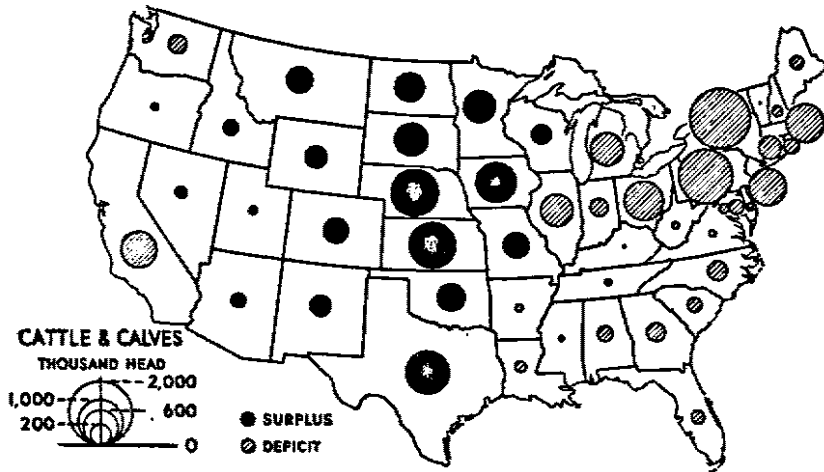 CATTLE & CALVES
THOUSAND HEAD
2,000
1,000
600
200
0
SURPLUS
DEFICIT